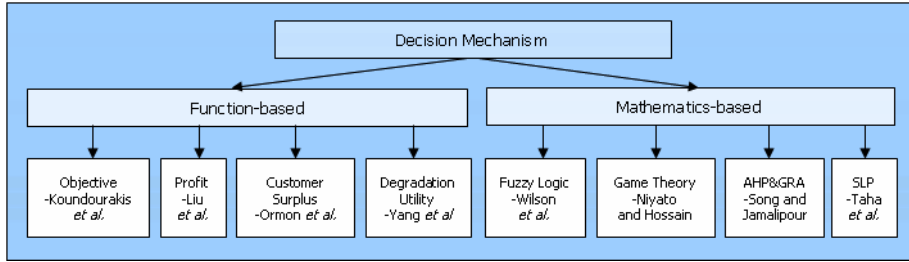 Decision Mechanism
Function-based
Mathematics-based
Objective
-Koundourakis
et al.
Profit
-Liu
et al.
Customer
Surplus
-Ormon et al.
Degradation
Utility
-Yang et al
Fuzzy Logic
-Wilson
et al.
Game Theory
-Niyato
and Hossain
AHP&GRA
-Song and
Jamalipour
SLP
-Taha
et al.